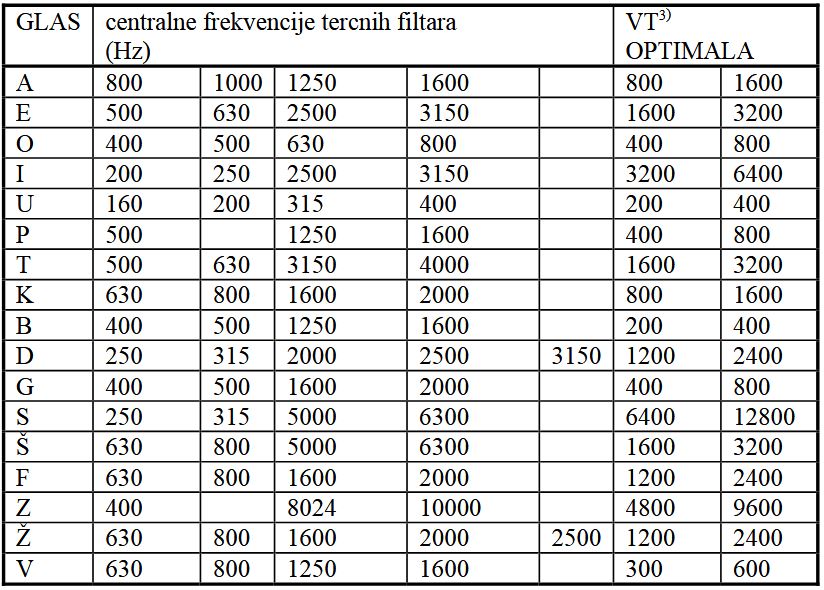 GLAS centralne frekvencije tercnih filtara (Hz) VT3) OPTIMALA
A 800 1000 1250 1600 800 1600
E 500 630 2500 3150 1600 3200
O 400 500 630 800 400 800
I 200 250 2500 3150 3200 6400
U 160 200 315 400 200 400
P 500 1250 1600 400 800
T 500 630 3150 4000 1600 3200
K 630 800 1600 2000 800 1600
B 400 500 1250 1600 200 400
D 250 315 2000 2500 3150 1200 2400
G 400 500 1600 2000 400 800
S 250 315 5000 6300 6400 12800
Š 630 800 5000 6300 1600 3200
F 630 800 1600 2000 1200 2400
Z 400 8024 10000 4800 9600
Ž 630 800 1600 2000 2500 1200 2400
V 630 800 1250 1600 300 600